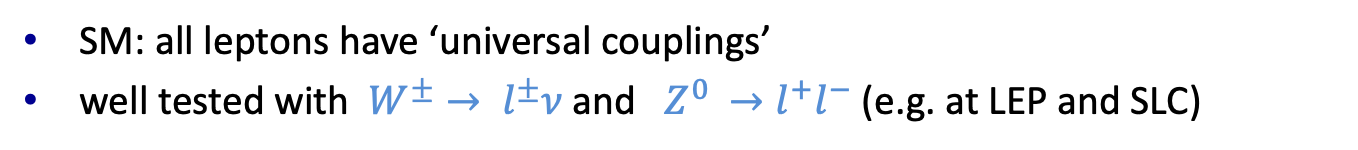 • SM: all leptons have ‘universal couplings’
• well tested with W± → l±ν and Z⁰ → l⁺l⁻ (e.g. at LEP and SLC)